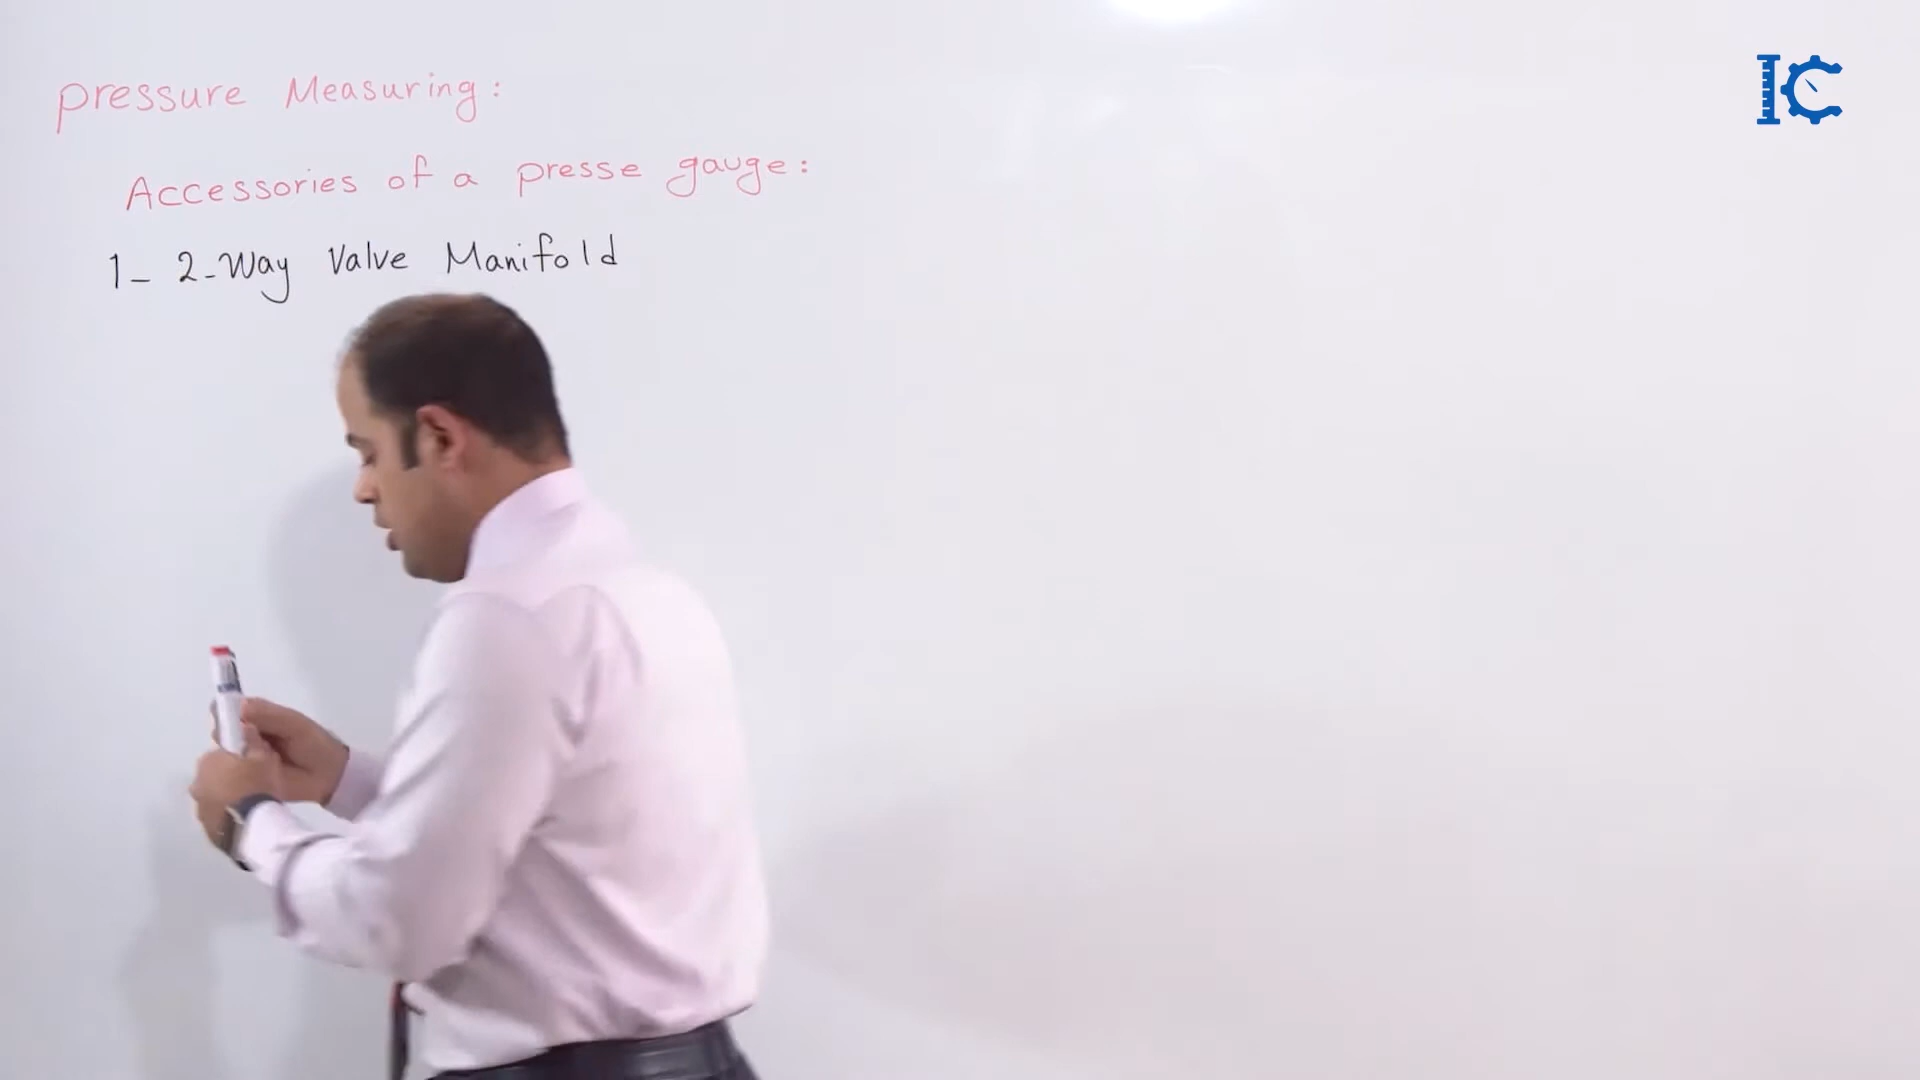 Pressure Measuring:
IC
Accessories of a presse gauge:
1- 2-Way Valve Manifold